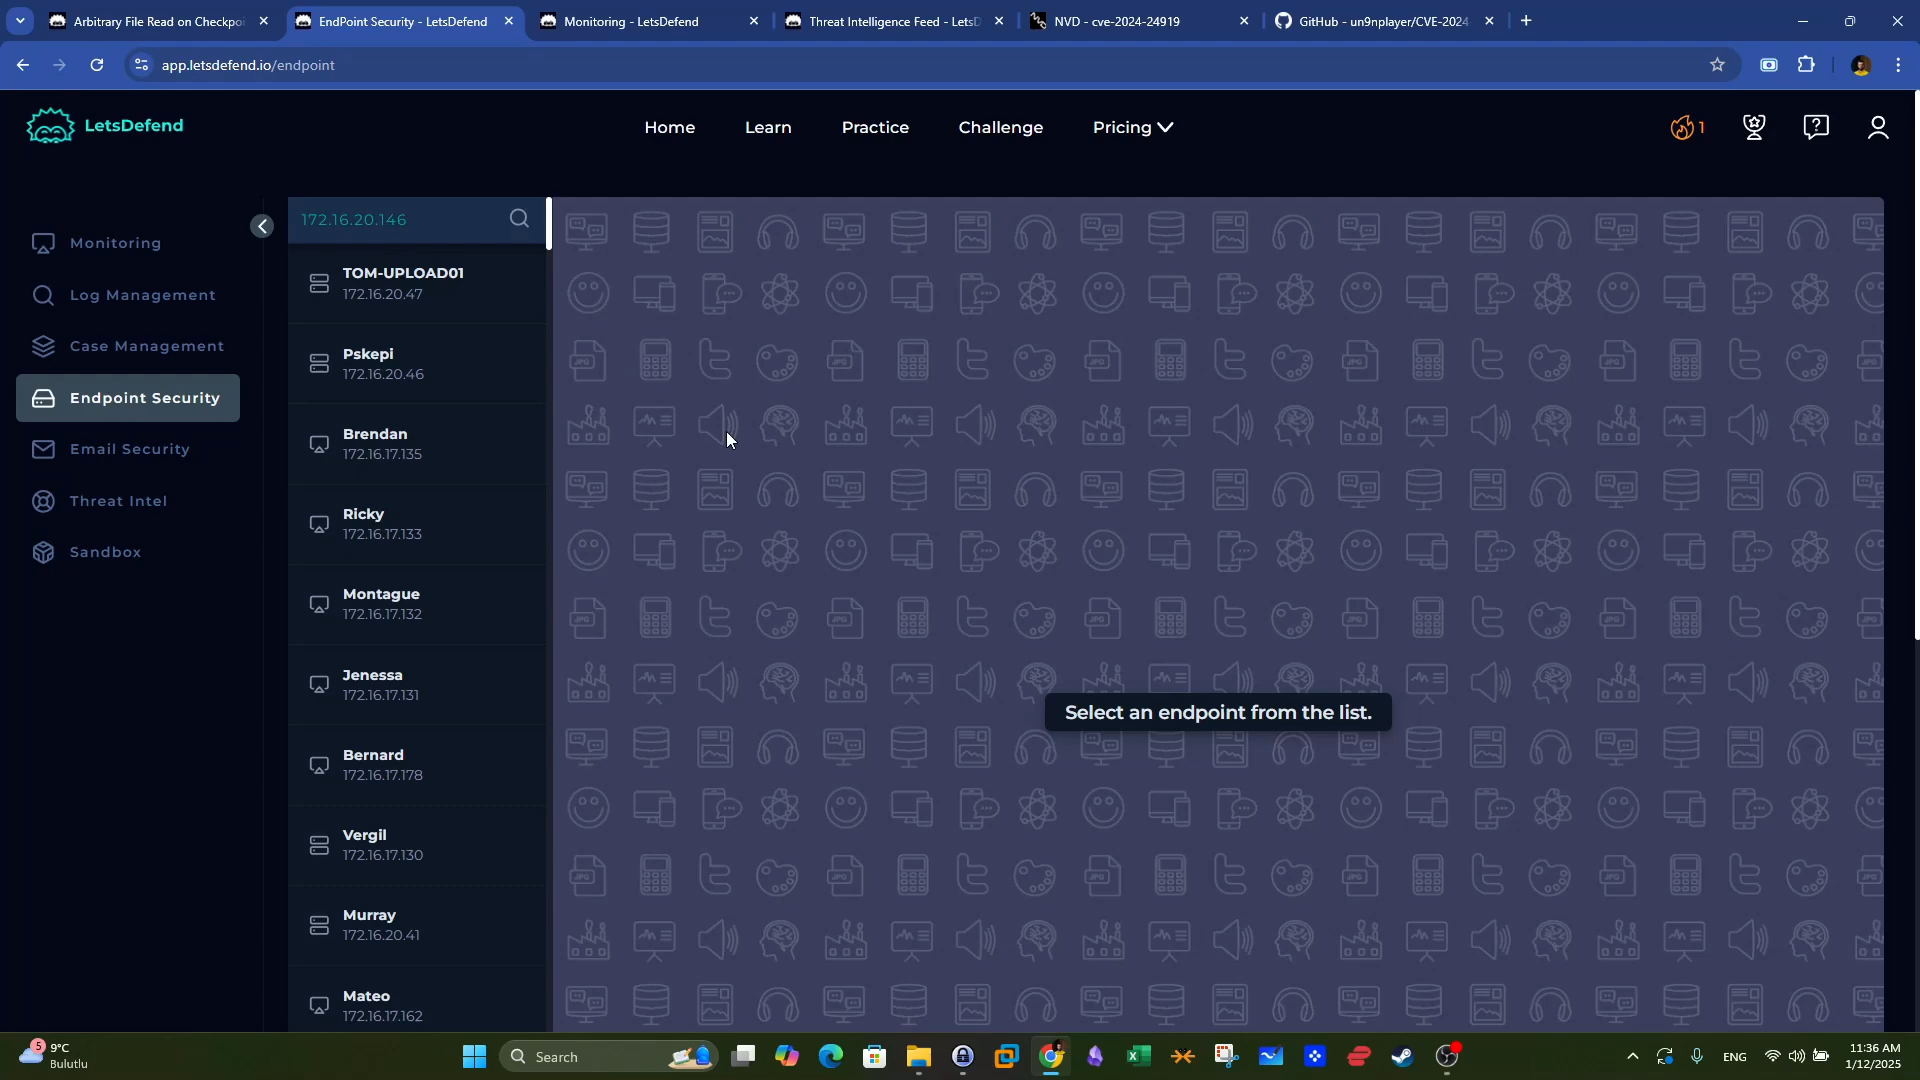 Arbitrary File Read on Checkpoi
EndPoint Security - LetsDefend
Monitoring - LetsDefend
Threat Intelligence Feed - LetsD
NVD - cve-2024-24919
GitHub - un9nplayer/CVE-2024
app.letsdefend.io/endpoint
LetsDefend
Home
Learn
Practice
Challenge
Pricing
1
Monitoring
Log Management
Case Management
Endpoint Security
Email Security
Threat Intel
Sandbox
172.16.20.146
TOM-UPLOAD01
172.16.20.47
Pskepi
172.16.20.46
Brendan
172.16.17.135
Ricky
172.16.17.133
Montague
172.16.17.132
Jenessa
172.16.17.131
Bernard
172.16.17.178
Vergil
172.16.17.130
Murray
172.16.20.41
Mateo
172.16.17.162
Select an endpoint from the list.
5
9°C
Bulutlu
Search
ENG
11:36 AM
1/12/2025